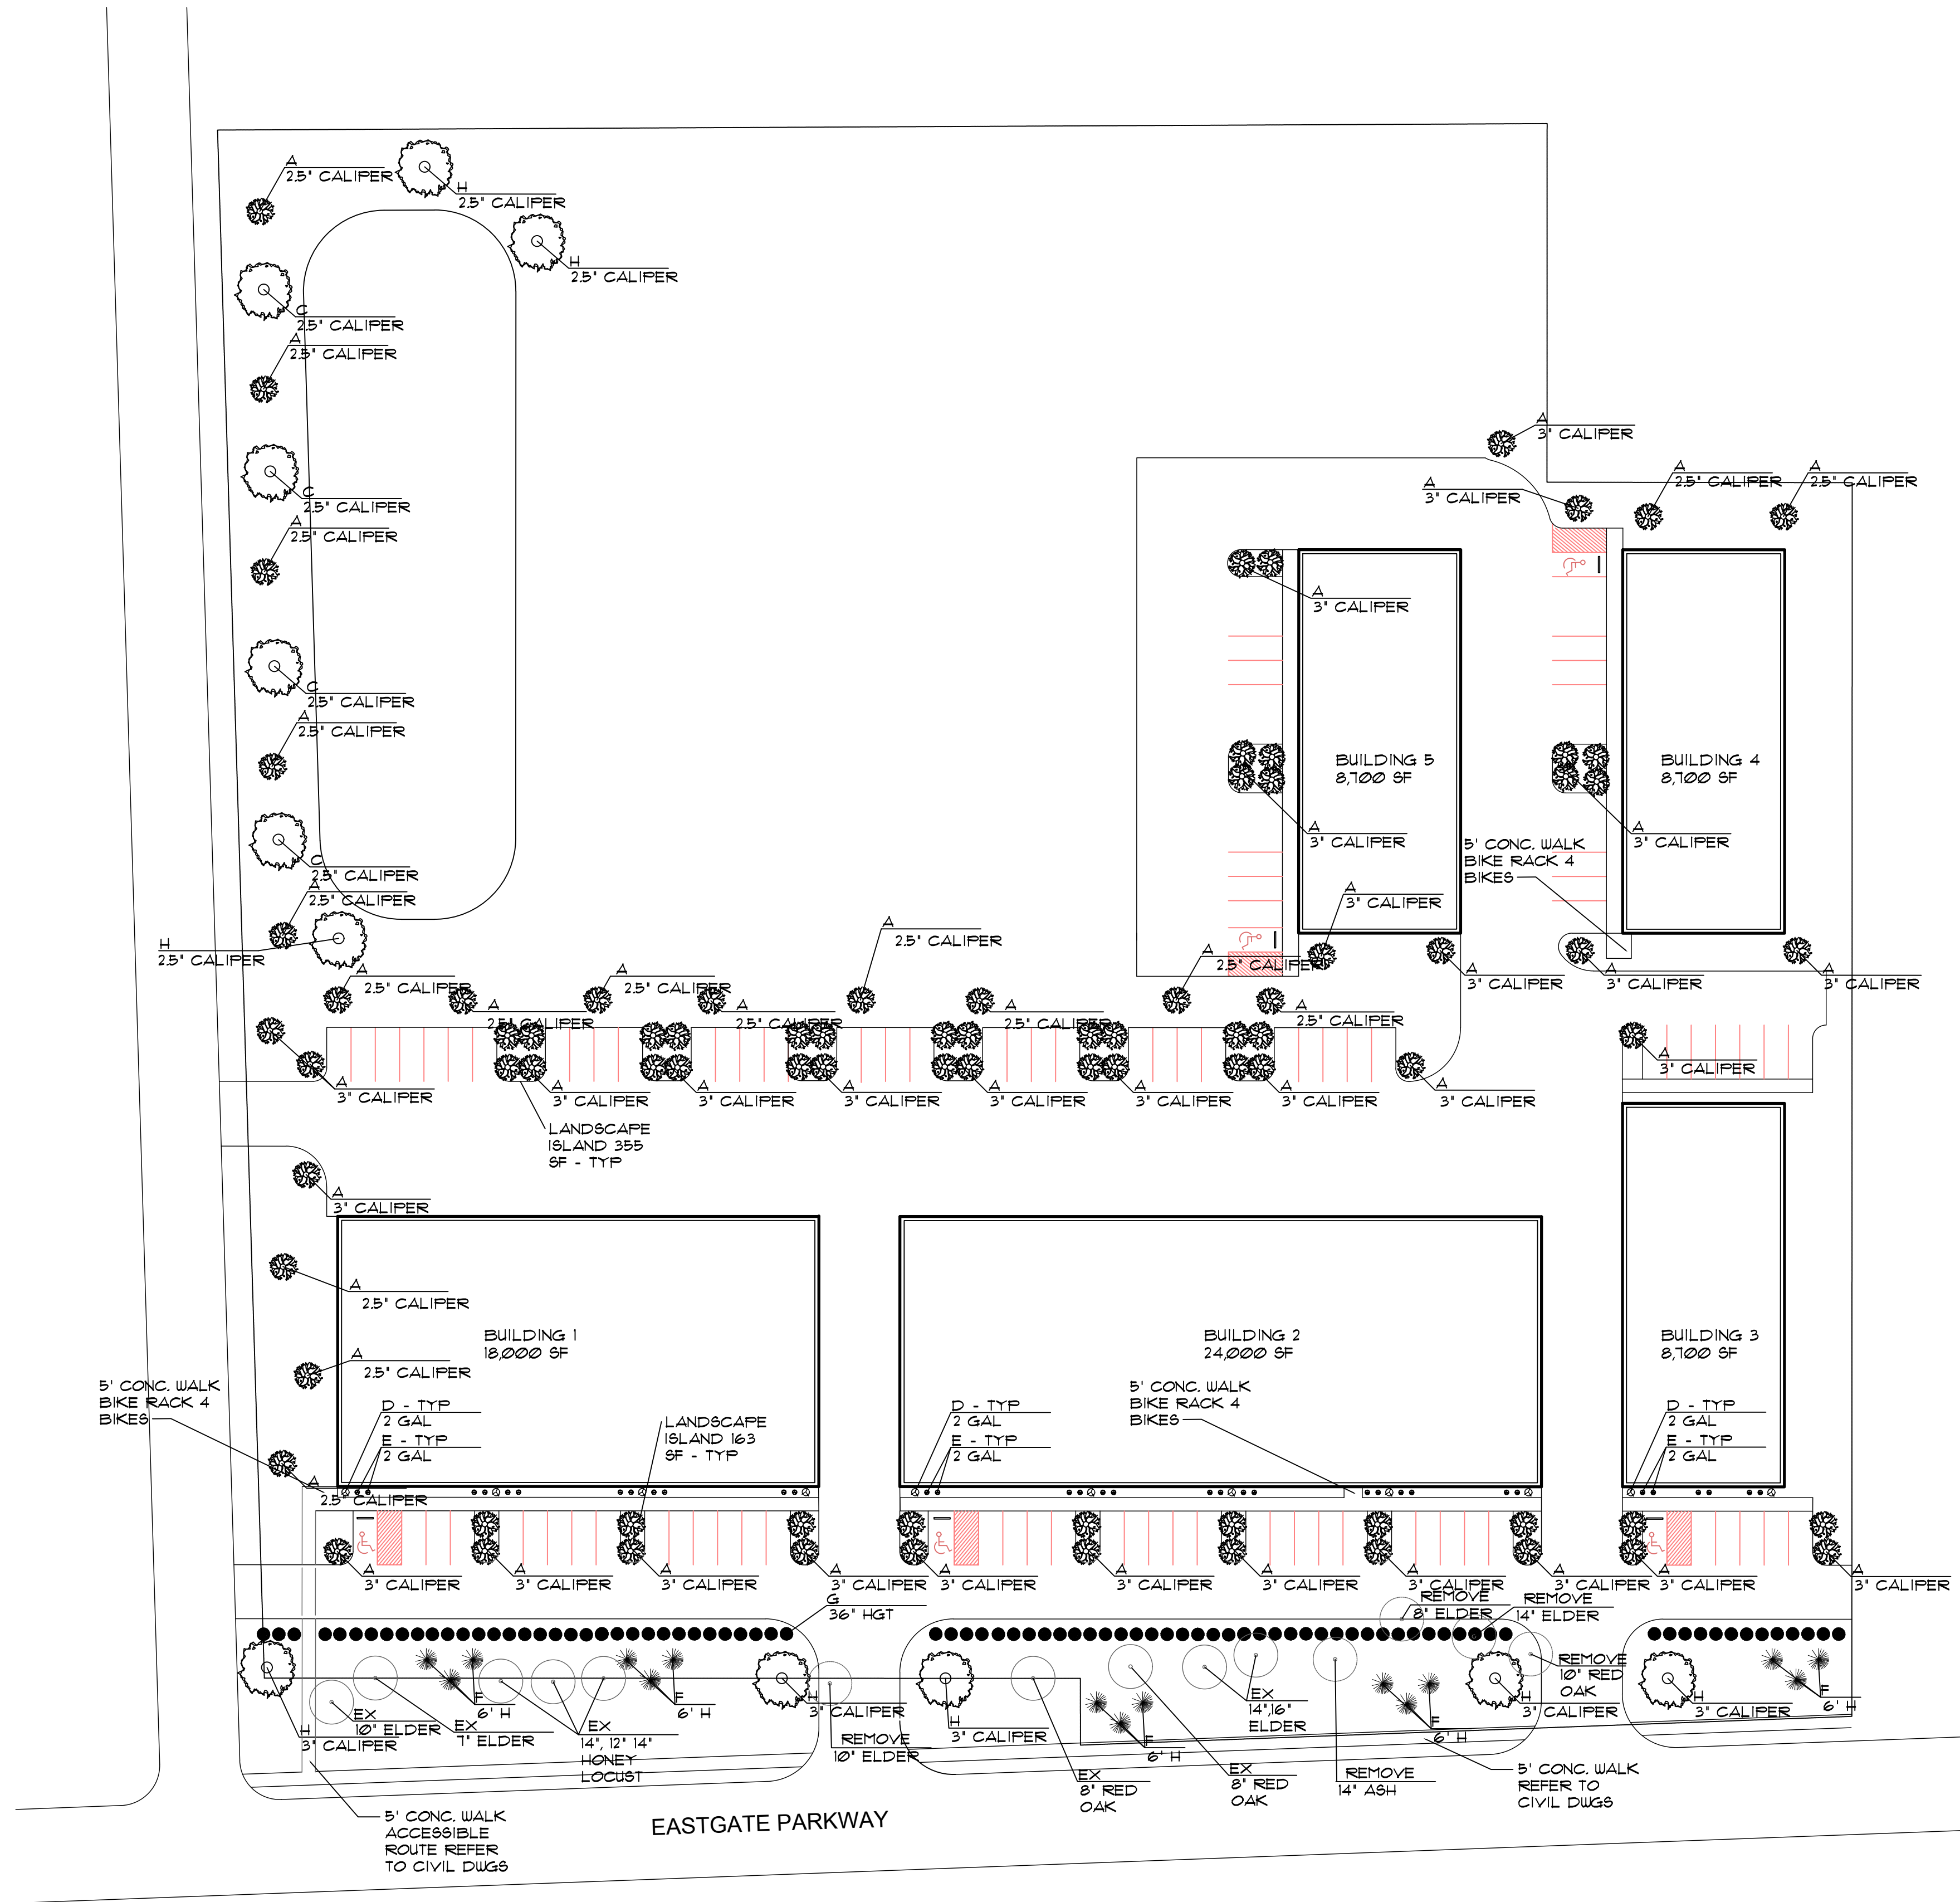 A
2.5" CALIPER
H
2.5" CALIPER
H
2.5" CALIPER
C
2.5" CALIPER
A
2.5" CALIPER
A
3" CALIPER
A
2.5" CALIPER
A
2.5" CALIPER
A
3" CALIPER
C
2.5" CALIPER
A
2.5" CALIPER
A
3" CALIPER
C
2.5" CALIPER
A
2.5" CALIPER
BUILDING 5
8,700 SF
BUILDING 4
8,700 SF
A
3" CALIPER
A
3" CALIPER
5' CONC. WALK
BIKE RACK 4
BIKES
C
2.5" CALIPER
A
2.5" CALIPER
A
3" CALIPER
A
2.5" CALIPER
H
2.5" CALIPER
A
2.5" CALIPER
A
2.5" CALIPER
A
2.5" CALIPER
A
3" CALIPER
A
3" CALIPER
A
3" CALIPER
A
2.5" CALIPER
A
2.5" CALIPER
A
2.5" CALIPER
A
2.5" CALIPER
A
3" CALIPER
A
3" CALIPER
A
3" CALIPER
A
3" CALIPER
A
3" CALIPER
A
3" CALIPER
A
3" CALIPER
A
3" CALIPER
A
3" CALIPER
LANDSCAPE
ISLAND 355
SF - TYP
A
3" CALIPER
A
2.5" CALIPER
BUILDING 1
18,000 SF
BUILDING 2
24,000 SF
BUILDING 3
8,700 SF
A
2.5" CALIPER
5' CONC. WALK
BIKE RACK 4
BIKES
D - TYP
2 GAL
E - TYP
2 GAL
LANDSCAPE
ISLAND 163
SF - TYP
D - TYP
2 GAL
E - TYP
2 GAL
5' CONC. WALK
BIKE RACK 4
BIKES
D - TYP
2 GAL
E - TYP
2 GAL
A
2.5" CALIPER
A
3" CALIPER
A
3" CALIPER
A
3" CALIPER
A
3" CALIPER
A
3" CALIPER
A
3" CALIPER
A
3" CALIPER
A
3" CALIPER
A
3" CALIPER
A
3" CALIPER
A
3" CALIPER
G
36" HGT
REMOVE
8" ELDER
REMOVE
14" ELDER
REMOVE
10" RED
OAK
H
3" CALIPER
EX
10" ELDER
EX
7" ELDER
F
6' H
EX
14", 12" 14"
HONEY
LOCUST
F
6' H
H
3" CALIPER
REMOVE
10" ELDER
H
3" CALIPER
EX
8" RED
OAK
F
6' H
EX
8" RED
OAK
EX
14",16"
ELDER
REMOVE
14" ASH
F
6' H
H
3" CALIPER
H
3" CALIPER
F
6' H
5' CONC. WALK
REFER TO
CIVIL DWGS
5' CONC. WALK
ACCESSIBLE
ROUTE REFER
TO CIVIL DWGS
EASTGATE PARKWAY